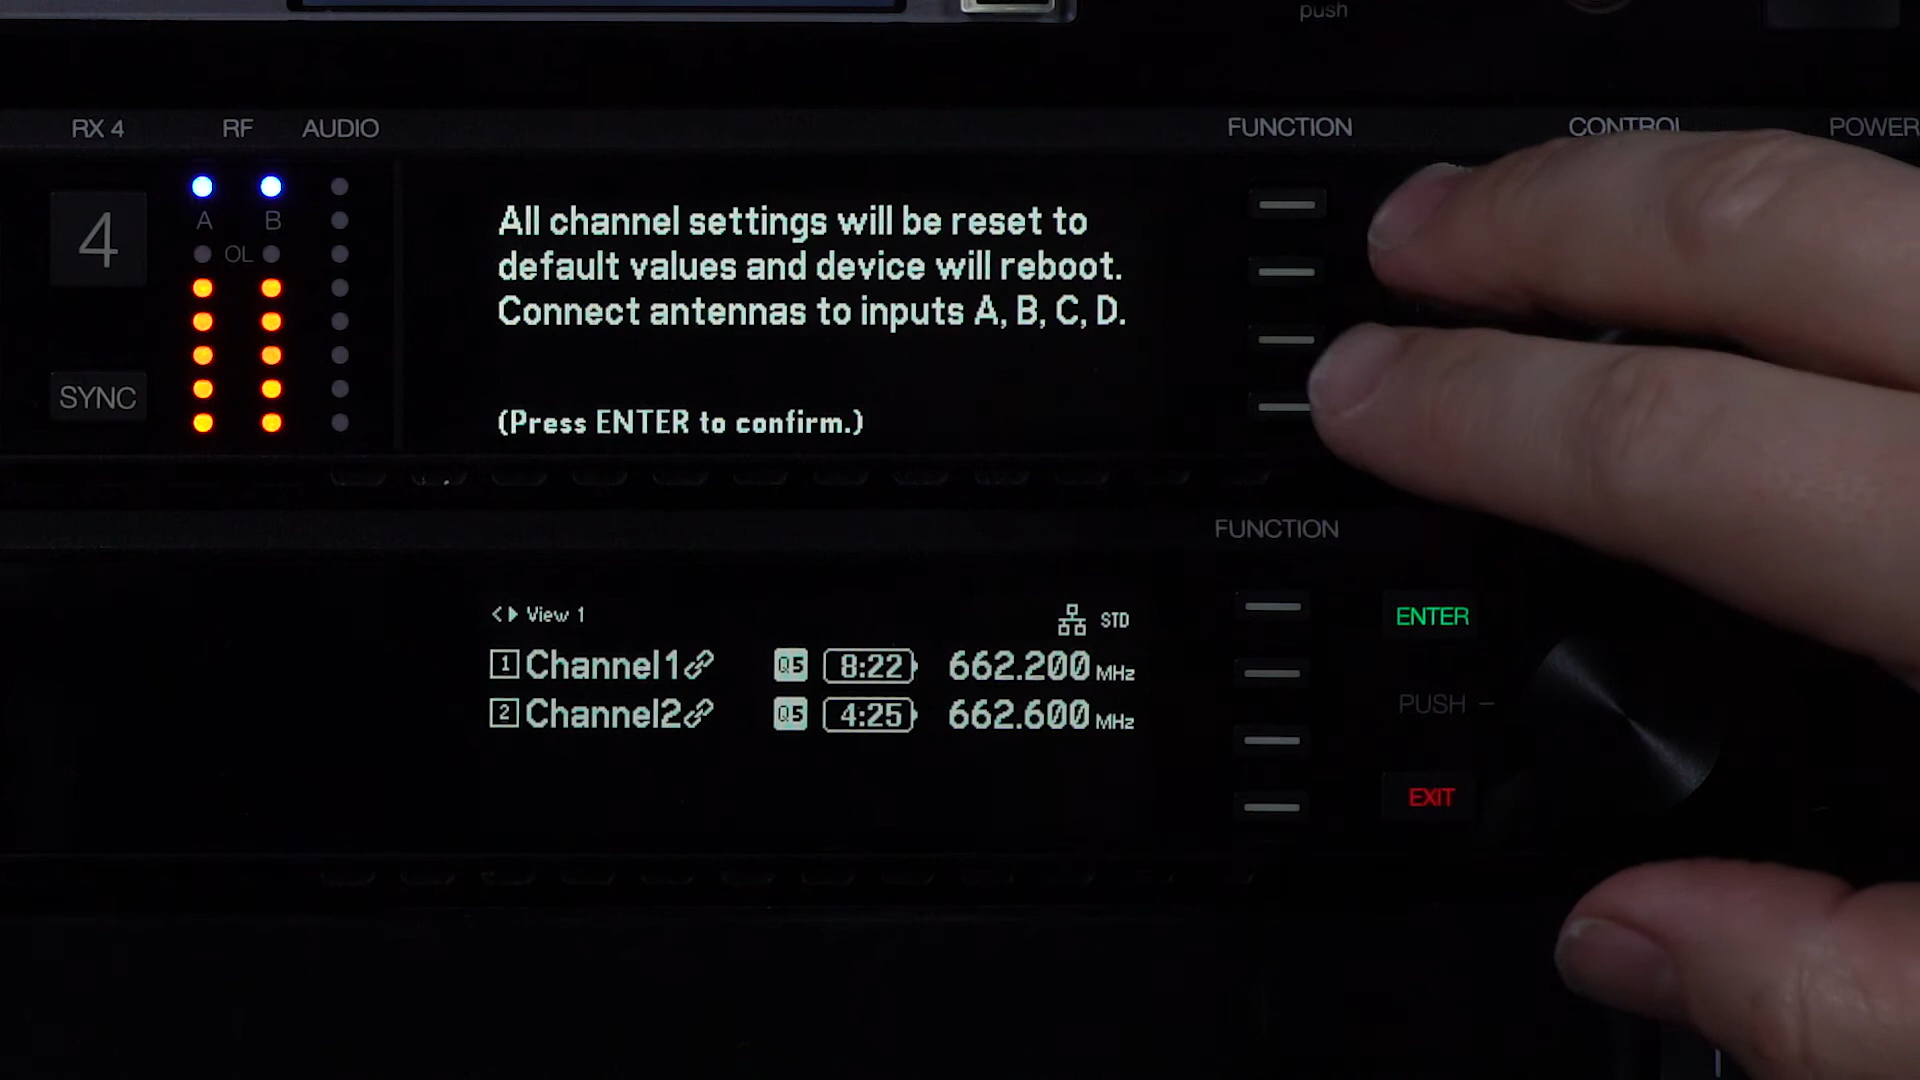 push
RX 4 RF AUDIO FUNCTION CONTROL POWER
A B
4 OL
All channel settings will be reset to
default values and device will reboot.
Connect antennas to inputs A, B, C, D.
SYNC
(Press ENTER to confirm.)
FUNCTION
View 1 STD
ENTER
1 Channel1 Q5 8:22 662.200 MHz
2 Channel2 Q5 4:25 662.600 MHz
PUSH
EXIT